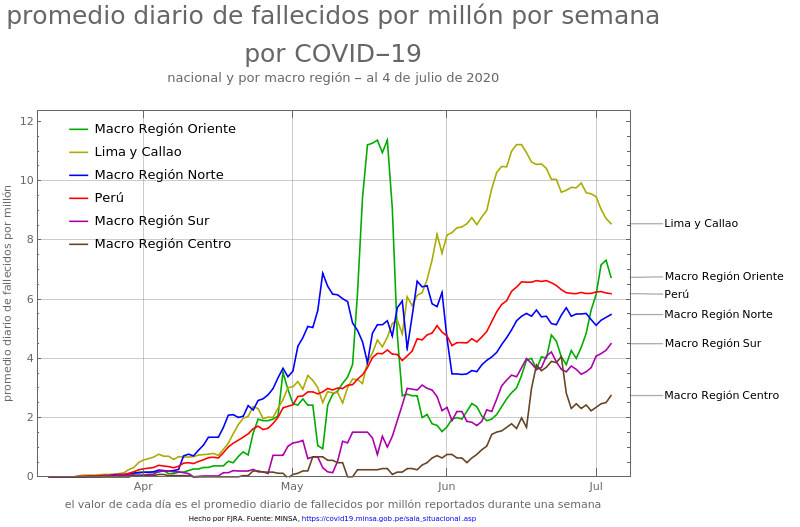 promedio diario de fallecidos por millón por semana
por COVID−19
nacional y por macro región − al 4 de julio de 2020
promedio diario de fallecidos por millón
12
10
8
6
4
2
0
Macro Región Oriente
Lima y Callao
Macro Región Norte
Perú
Macro Región Sur
Macro Región Centro
Lima y Callao
Macro Región Oriente
Perú
Macro Región Norte
Macro Región Sur
Macro Región Centro
Apr
May
Jun
Jul
el valor de cada día es el promedio diario de fallecidos por millón reportados durante una semana
Hecho por FJRA. Fuente: MINSA, https://covid19.minsa.gob.pe/sala_situacional.asp